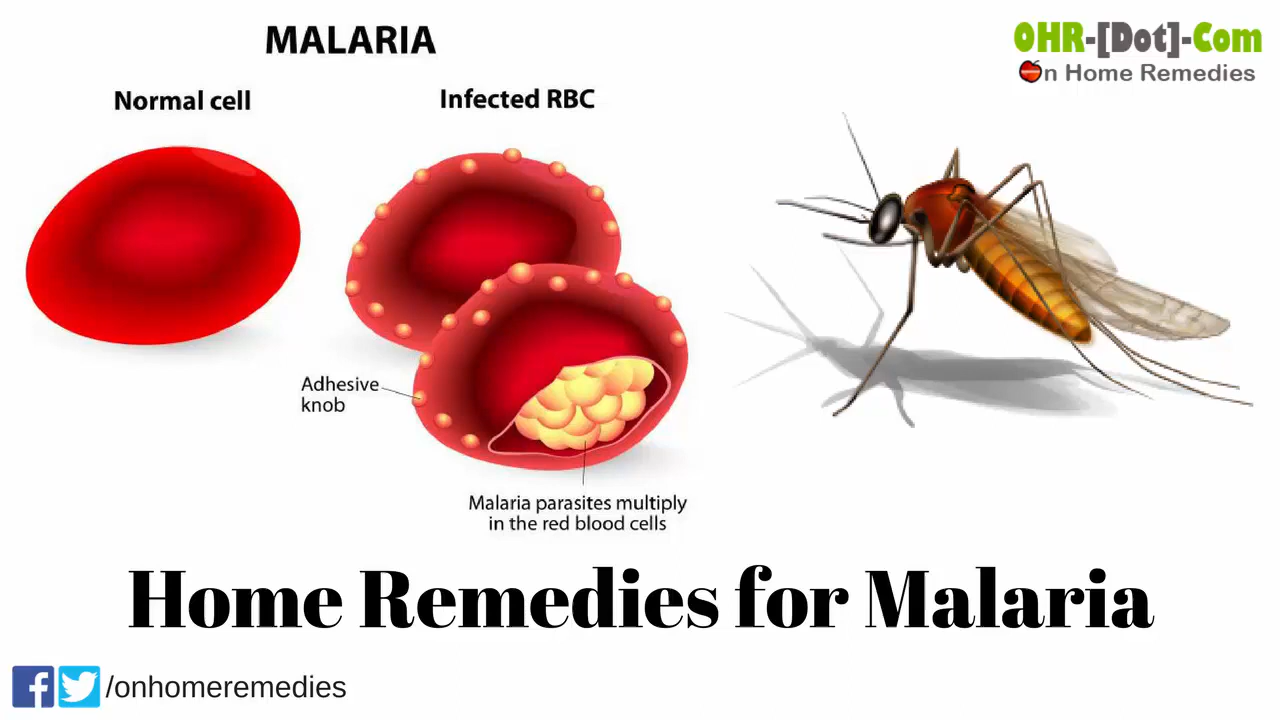 MALARIA
OHR-[Dot]-Com
On Home Remedies
Normal cell
Infected RBC
Adhesive
knob
Malaria parasites multiply
in the red blood cells
Home Remedies for Malaria
/onhomeremedies